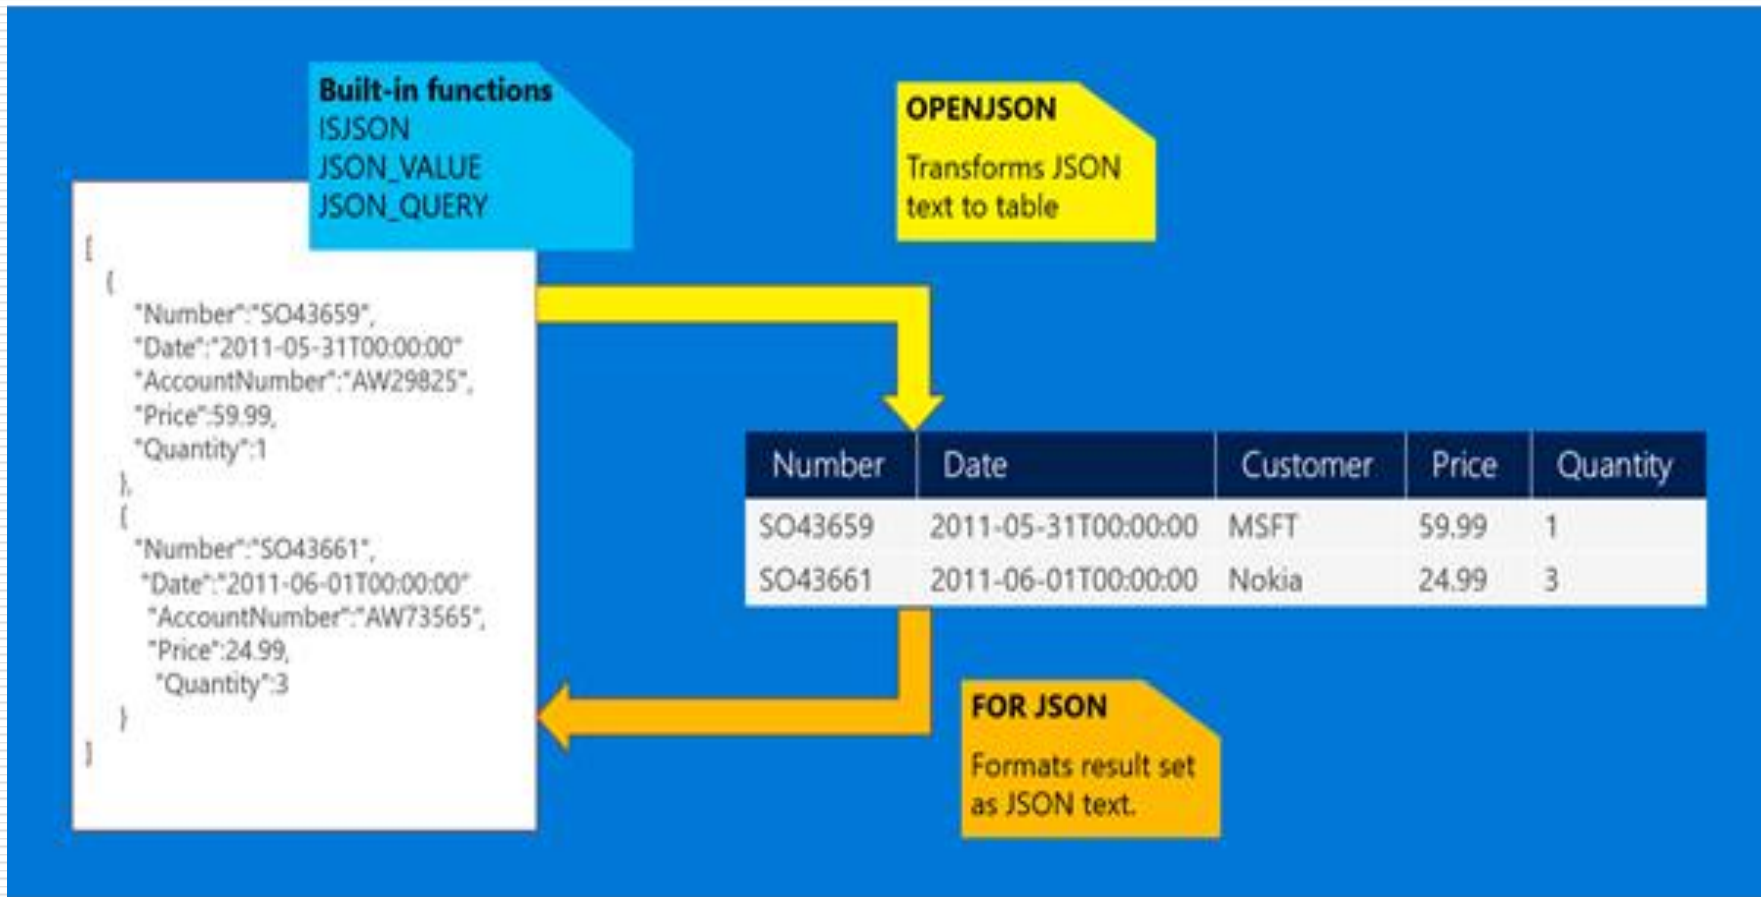 Built-in functions
ISJSON
JSON_VALUE
JSON_QUERY
OPENJSON
Transforms JSON
text to table
[
{
"Number":"SO43659",
"Date":"2011-05-31T00:00:00"
"AccountNumber":"AW29825",
"Price":59.99,
"Quantity":1
},
{
"Number":"SO43661",
"Date":"2011-06-01T00:00:00"
"AccountNumber":"AW73565",
"Price":24.99,
"Quantity":3
}
]
Number Date Customer Price Quantity
SO43659 2011-05-31T00:00:00 MSFT 59.99 1
SO43661 2011-06-01T00:00:00 Nokia 24.99 3
FOR JSON
Formats result set
as JSON text.